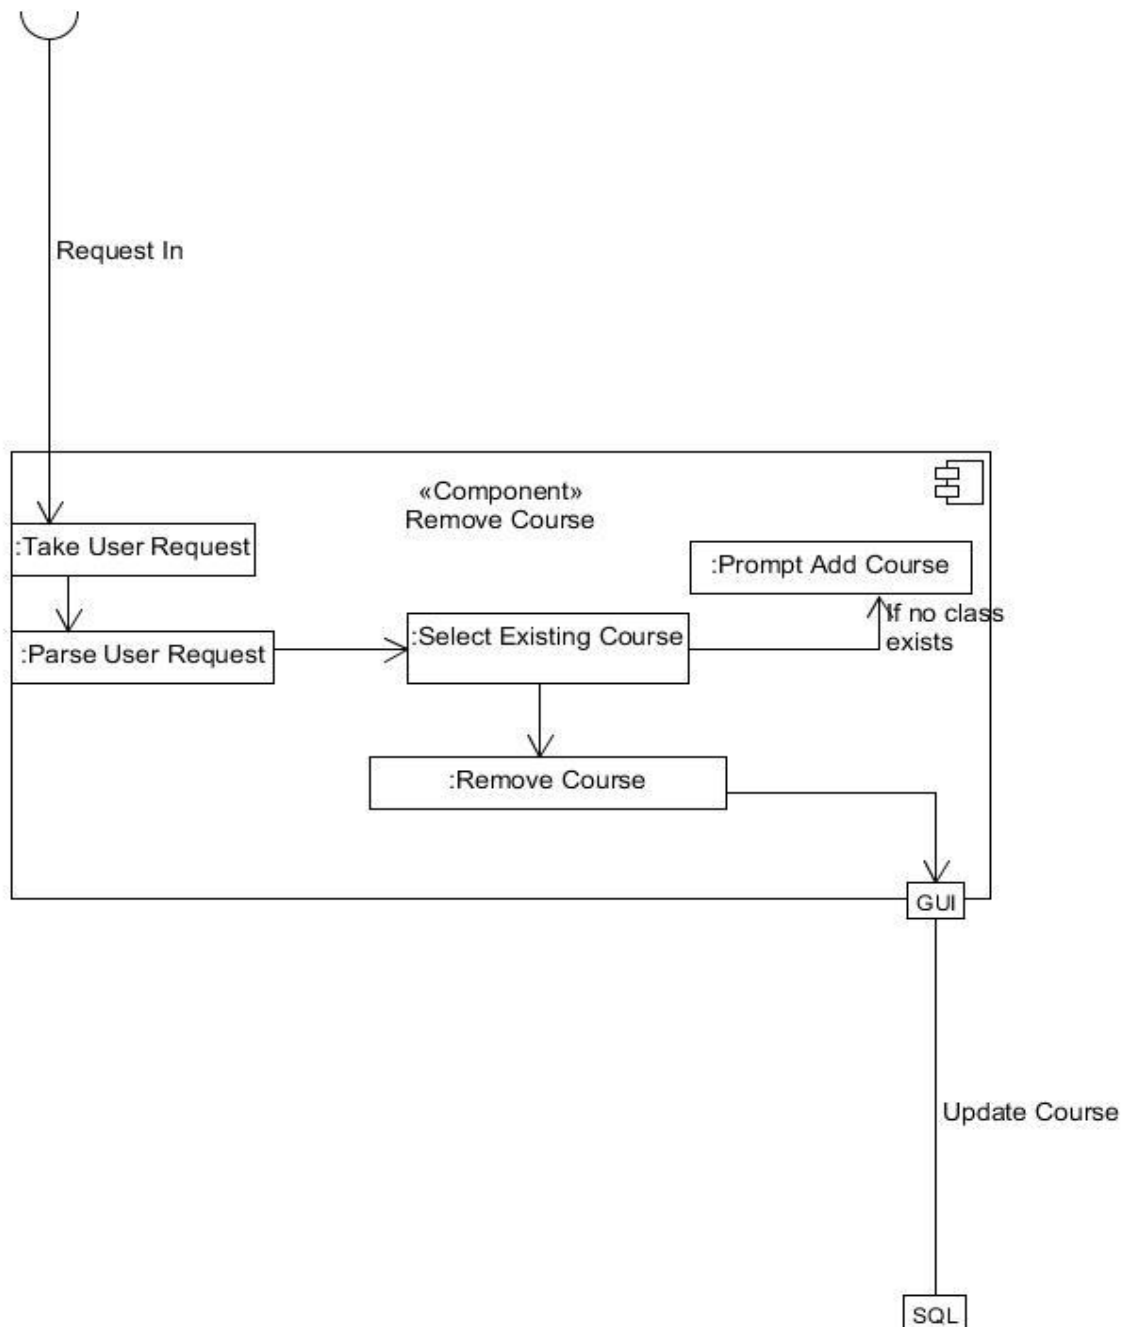 Request In
«Component»
Remove Course
:Take User Request
:Prompt Add Course
If no class
exists
:Parse User Request
:Select Existing Course
:Remove Course
GUI
Update Course
SQL